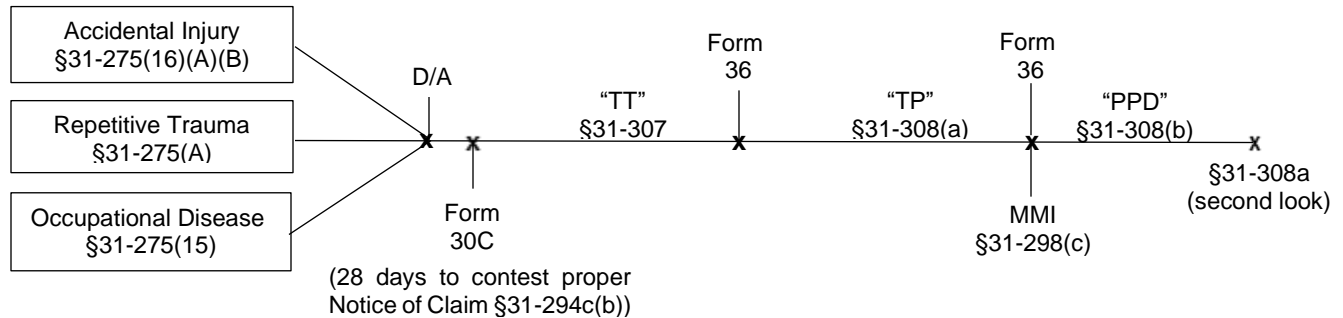 Accidental Injury
§31-275(16)(A)(B)
Repetitive Trauma
§31-275(A)
Occupational Disease
§31-275(15)
D/A
Form
30C
(28 days to contest proper
Notice of Claim §31-294c(b))
“TT”
§31-307
Form
36
“TP”
§31-308(a)
Form
36
MMI
§31-298(c)
“PPD”
§31-308(b)
§31-308a
(second look)